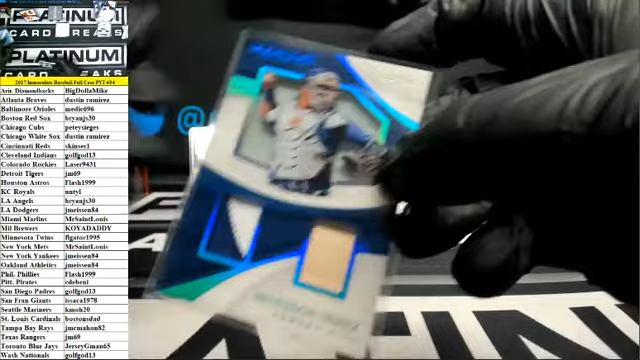 PLATINUM
CARD BREAKS
PLATINUM
CARD BREAKS
2017 Immaculate Baseball Full Case PYT #34
Ariz. Diamondbacks BigDollaMike
Atlanta Braves dustin ramirez
Baltimore Orioles medic696
Boston Red Sox bryanjs30
Chicago Cubs peteysieges
Chicago White Sox dustin ramirez
Cincinnati Reds skinser1
Cleveland Indians golfgod13
Colorado Rockies Laser9431
Detroit Tigers jm69
Houston Astros Flash1999
KC Royals untyl
LA Angels bryanjs30
LA Dodgers jmeissen84
Miami Marlins MrSaintLouis
Mil Brewers KOYADADDY
Minnesota Twins flgator1995
New York Mets MrSaintLouis
New York Yankees jmeissen84
Oakland Athletics jmeissen84
Phil. Phillies Flash1999
Pitt. Pirates cdebeni
San Diego Padres golfgod13
San Fran Giants issaca1978
Seattle Mariners kmoh20
St. Louis Cardinals bostonsdad
Tampa Bay Rays jmcmahon82
Texas Rangers jm69
Toronto Blue Jays JerseyGman65
Wash Nationals golfgod13
@